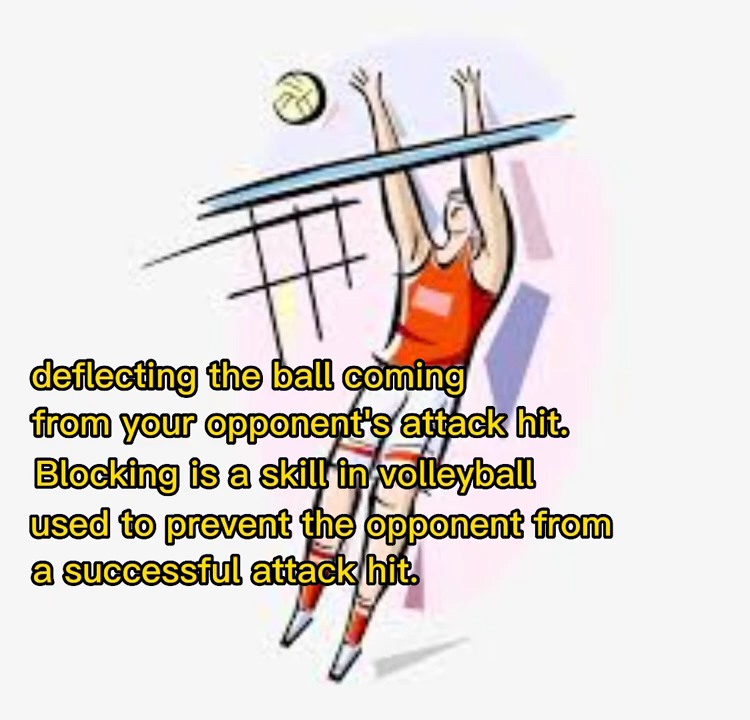 deflecting the ball coming
from your opponent's attack hit.
Blocking is a skill in volleyball
used to prevent the opponent from
a successful attack hit.